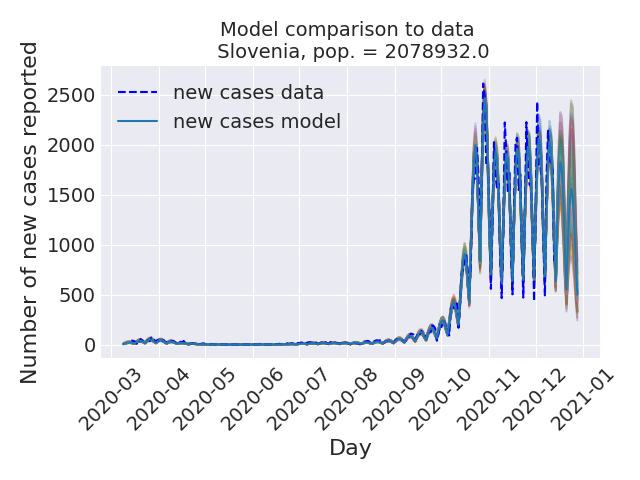 Model comparison to data
Slovenia, pop. = 2078932.0
Number of new cases reported
2500
2000
1500
1000
500
0
new cases data
new cases model
2020-03
2020-04
2020-05
2020-06
2020-07
2020-08
2020-09
2020-10
2020-11
2020-12
2021-01
Day